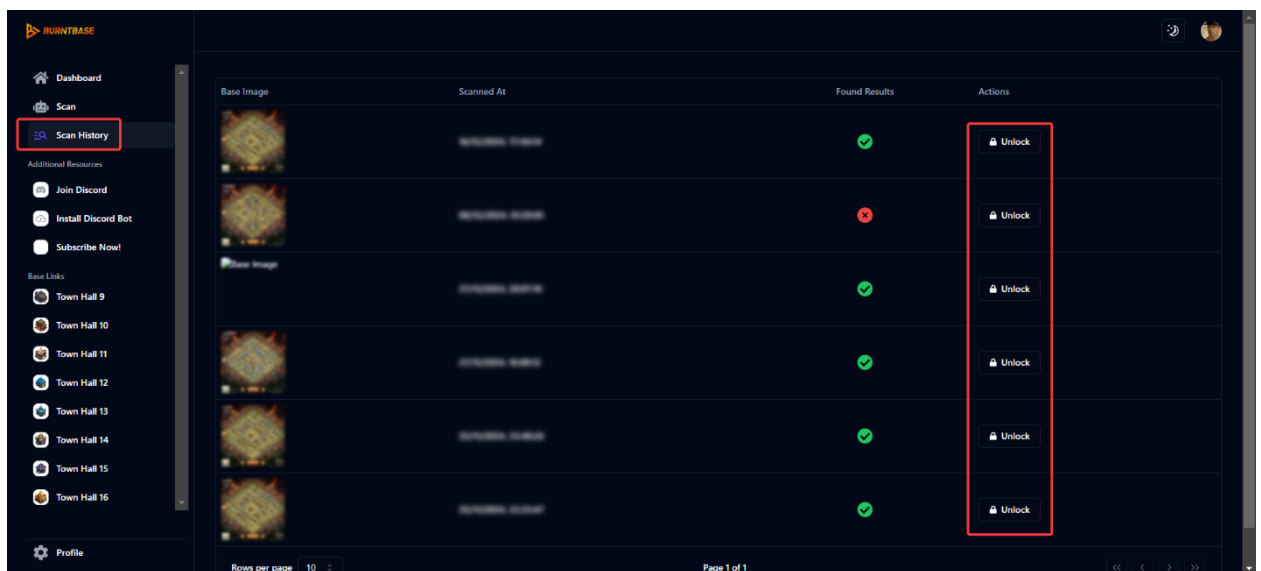 BURNTBASE
Dashboard
Scan
Scan History
Additional Resources
Join Discord
Install Discord Bot
Subscribe Now!
Base Links
Town Hall 9
Town Hall 10
Town Hall 11
Town Hall 12
Town Hall 13
Town Hall 14
Town Hall 15
Town Hall 16
Profile
Base Image Scanned At Found Results Actions
Unlock
Unlock
Base Image
Unlock
Unlock
Unlock
Unlock
Rows per page 10 Page 1 of 1